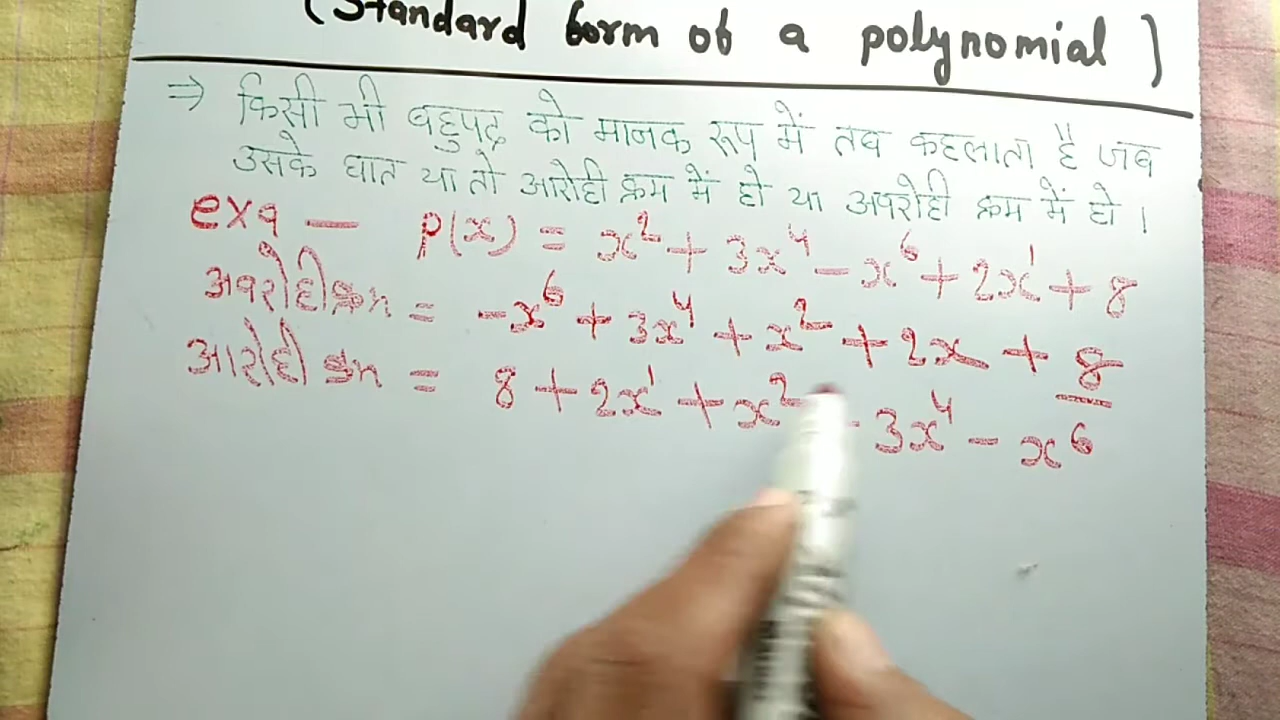 (Standard form of a polynomial)
⇒ किसी भी बहुपद को मानक रूप में तब कहलाता है जब
उसके घात या तो आरोही क्रम में हो या अवरोही क्रम में हो ।
exa — p(x) = x² + 3x⁴ - x⁶ + 2x¹ + 8
अवरोही क्रम = -x⁶ + 3x⁴ + x² + 2x + 8
आरोही क्रम = 8 + 2x¹ + x² 3x⁴ - x⁶